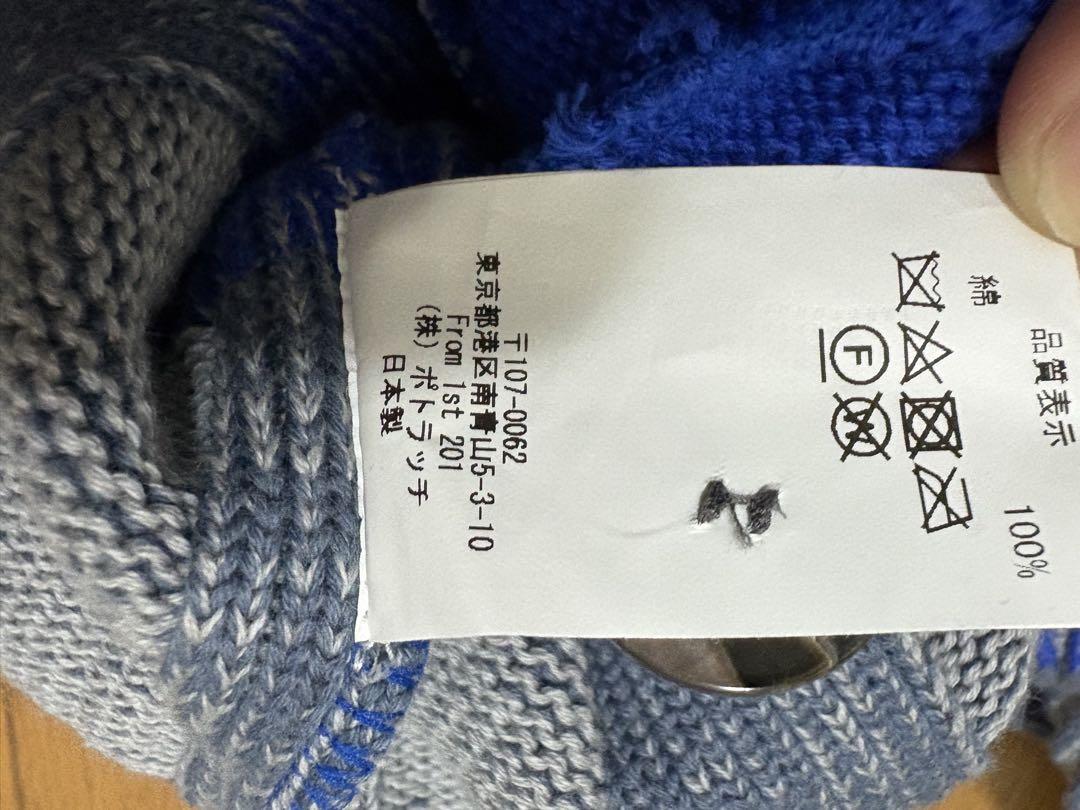 品質表示
綿 100%
F
W
〒107-0062
東京都港区南青山5-3-10
From 1st 201
(株) ポトラッチ
日本製